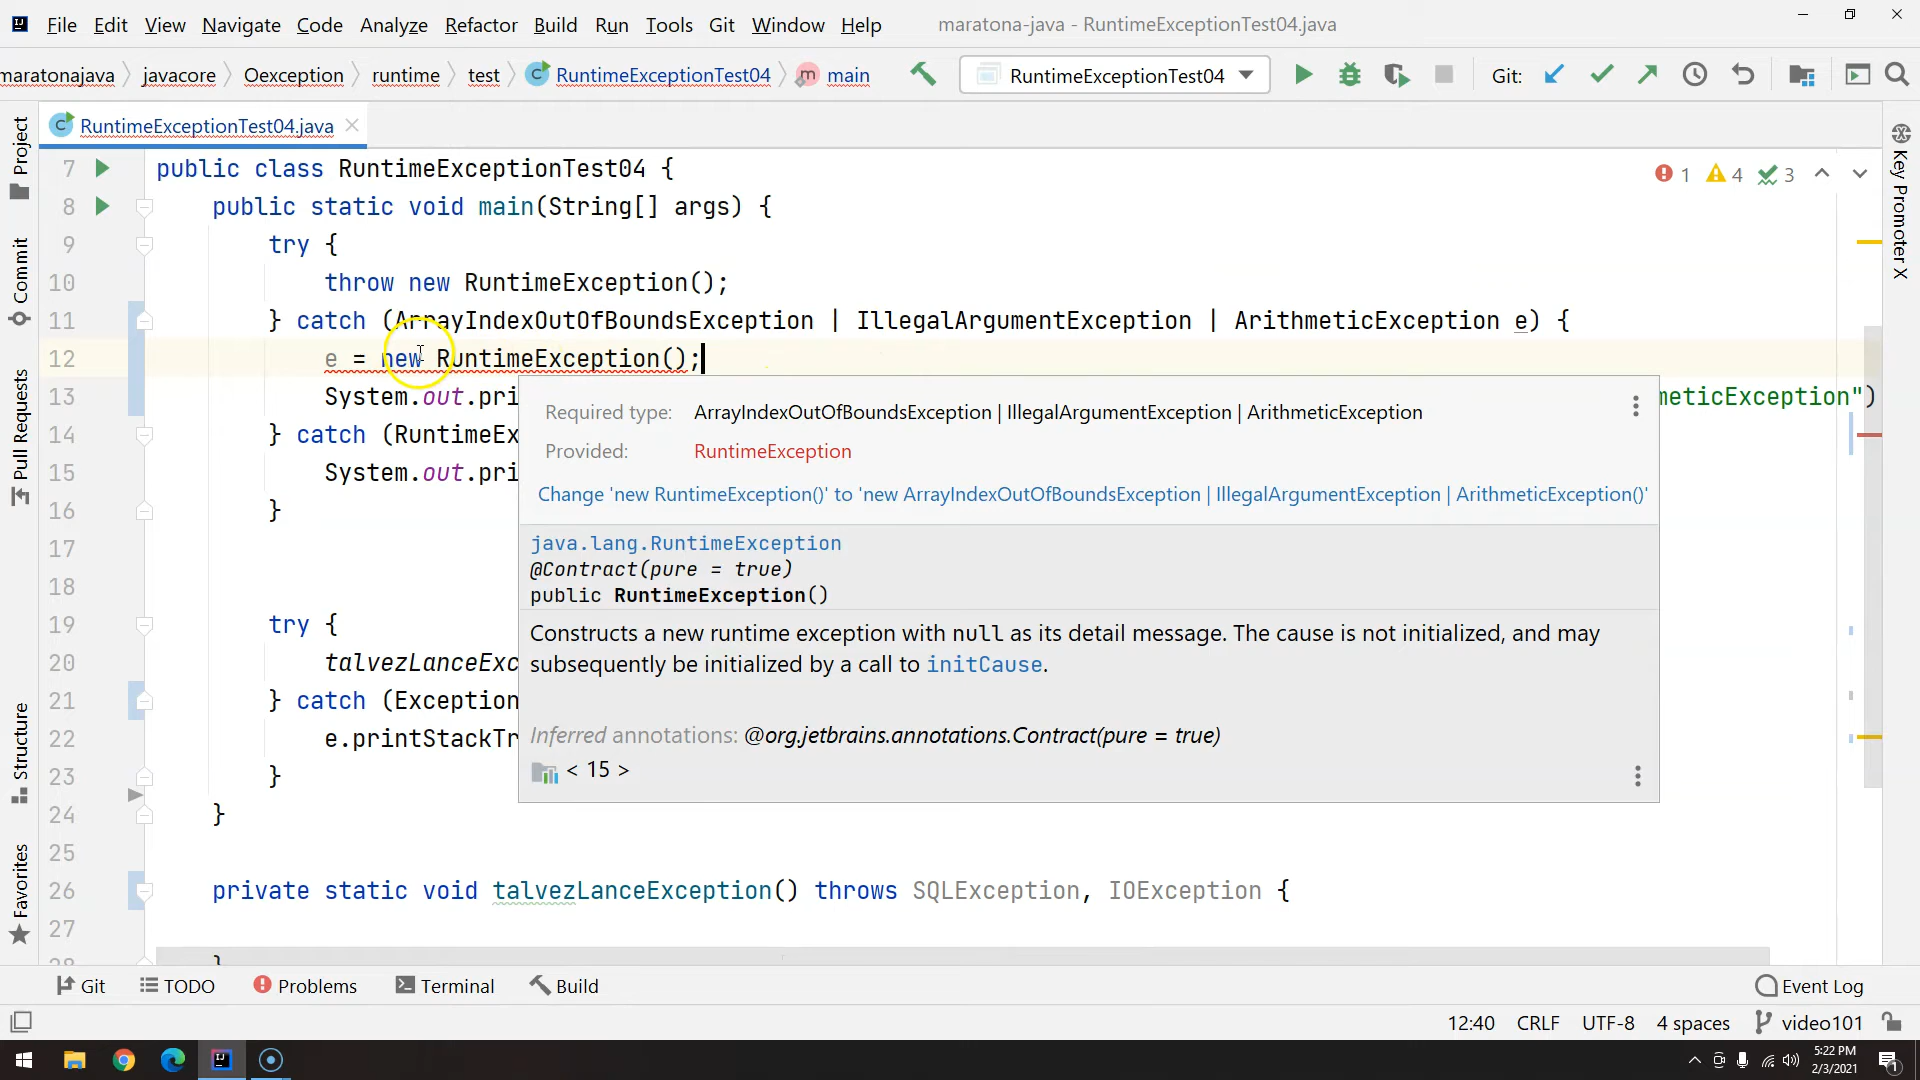 File Edit View Navigate Code Analyze Refactor Build Run Tools Git Window Help maratona-java - RuntimeExceptionTest04.java
maratonajava javacore Oexception runtime test RuntimeExceptionTest04 main RuntimeExceptionTest04 Git:
RuntimeExceptionTest04.java
Project
Commit
Pull Requests
Structure
Favorites
Key Promoter X
1 4 3
7 public class RuntimeExceptionTest04 {
8 public static void main(String[] args) {
9 try {
10 throw new RuntimeException();
11 } catch (ArrayIndexOutOfBoundsException | IllegalArgumentException | ArithmeticException e) {
12 e = new RuntimeException();
13 System.out.pri meticException")
14 } catch (RuntimeEx
15 System.out.pri
16 }
17
18
19 try {
20 talvezLanceExc
21 } catch (Exception
22 e.printStackTr
23 }
24 }
25
26 private static void talvezLanceException() throws SQLException, IOException {
27
28 }
Required type: ArrayIndexOutOfBoundsException | IllegalArgumentException | ArithmeticException
Provided: RuntimeException
Change 'new RuntimeException()' to 'new ArrayIndexOutOfBoundsException | IllegalArgumentException | ArithmeticException()'
java.lang.RuntimeException
@Contract(pure = true)
public RuntimeException()
Constructs a new runtime exception with null as its detail message. The cause is not initialized, and may
subsequently be initialized by a call to initCause.
Inferred annotations: @org.jetbrains.annotations.Contract(pure = true)
< 15 >
Git TODO Problems Terminal Build Event Log
12:40 CRLF UTF-8 4 spaces video101
5:22 PM
2/3/2021
1